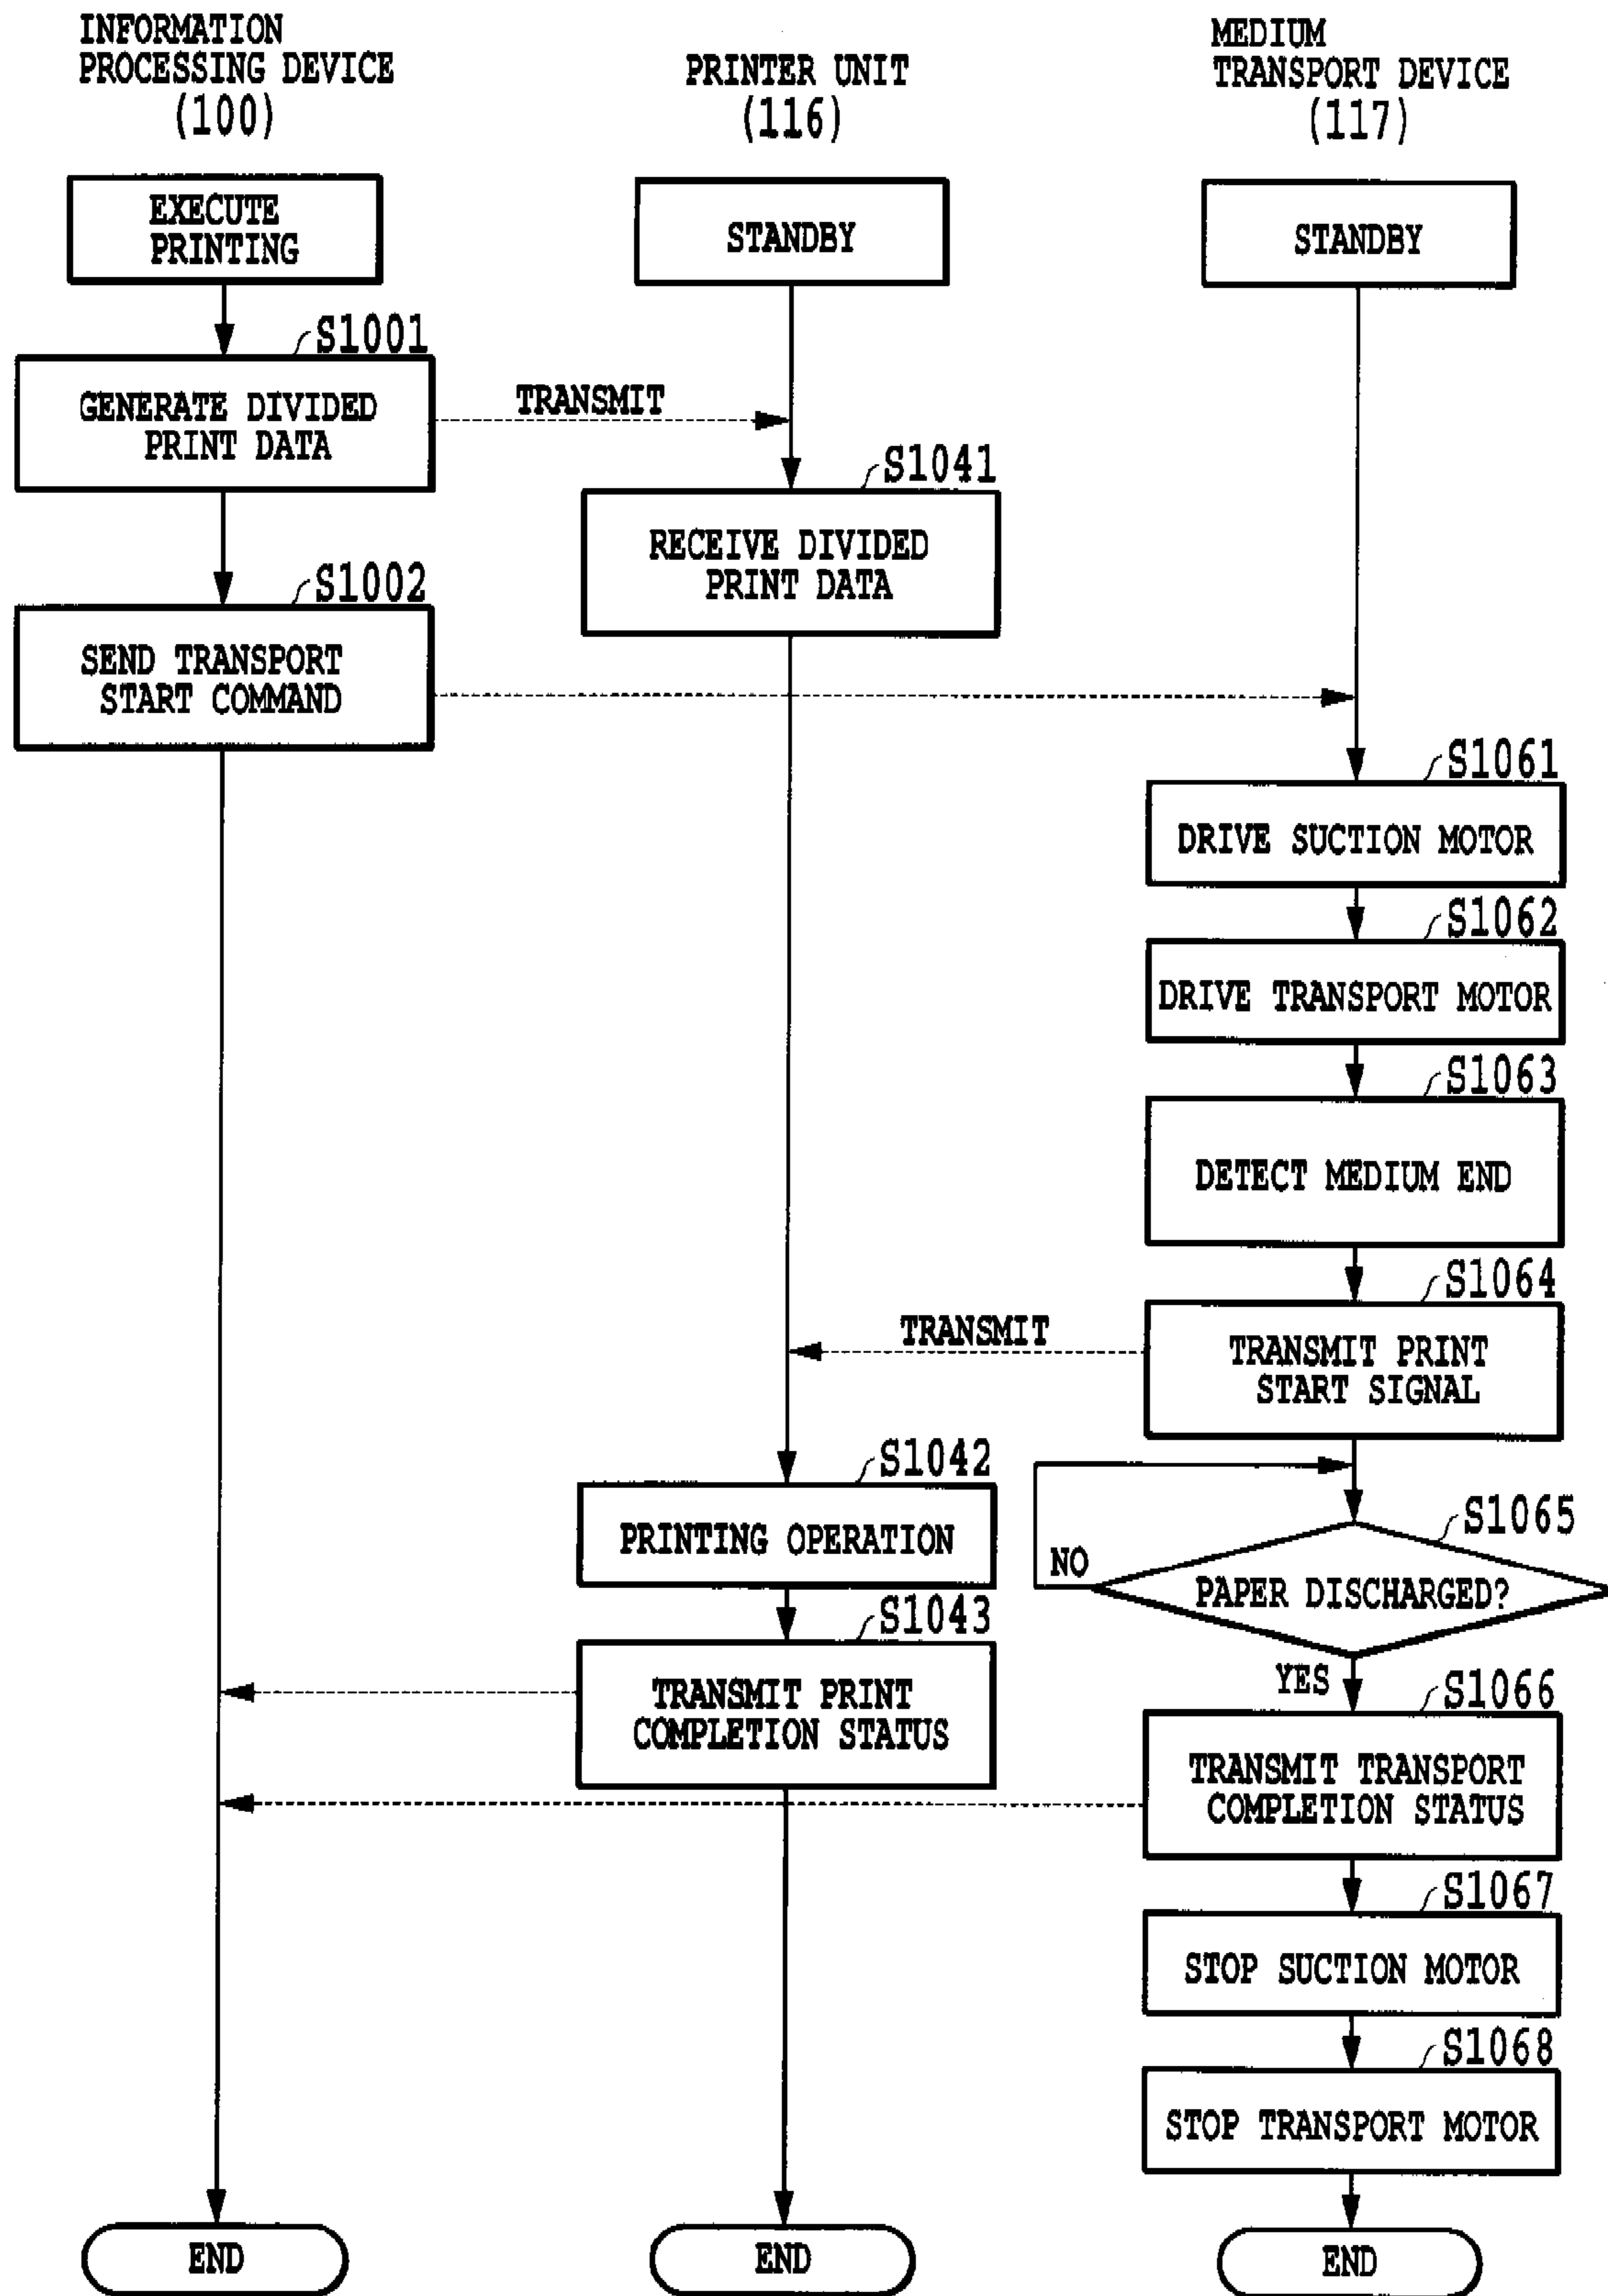 INFORMATION
PROCESSING DEVICE
(100)
PRINTER UNIT
(116)
MEDIUM
TRANSPORT DEVICE
(117)
EXECUTE
PRINTING
STANDBY
STANDBY
S1001
GENERATE DIVIDED
PRINT DATA
TRANSMIT
S1041
RECEIVE DIVIDED
PRINT DATA
S1002
SEND TRANSPORT
START COMMAND
S1061
DRIVE SUCTION MOTOR
S1062
DRIVE TRANSPORT MOTOR
S1063
DETECT MEDIUM END
S1064
TRANSMIT
TRANSMIT PRINT
START SIGNAL
S1042
PRINTING OPERATION
S1065
NO
PAPER DISCHARGED?
S1043
TRANSMIT PRINT
COMPLETION STATUS
YES
S1066
TRANSMIT TRANSPORT
COMPLETION STATUS
S1067
STOP SUCTION MOTOR
S1068
STOP TRANSPORT MOTOR
END
END
END